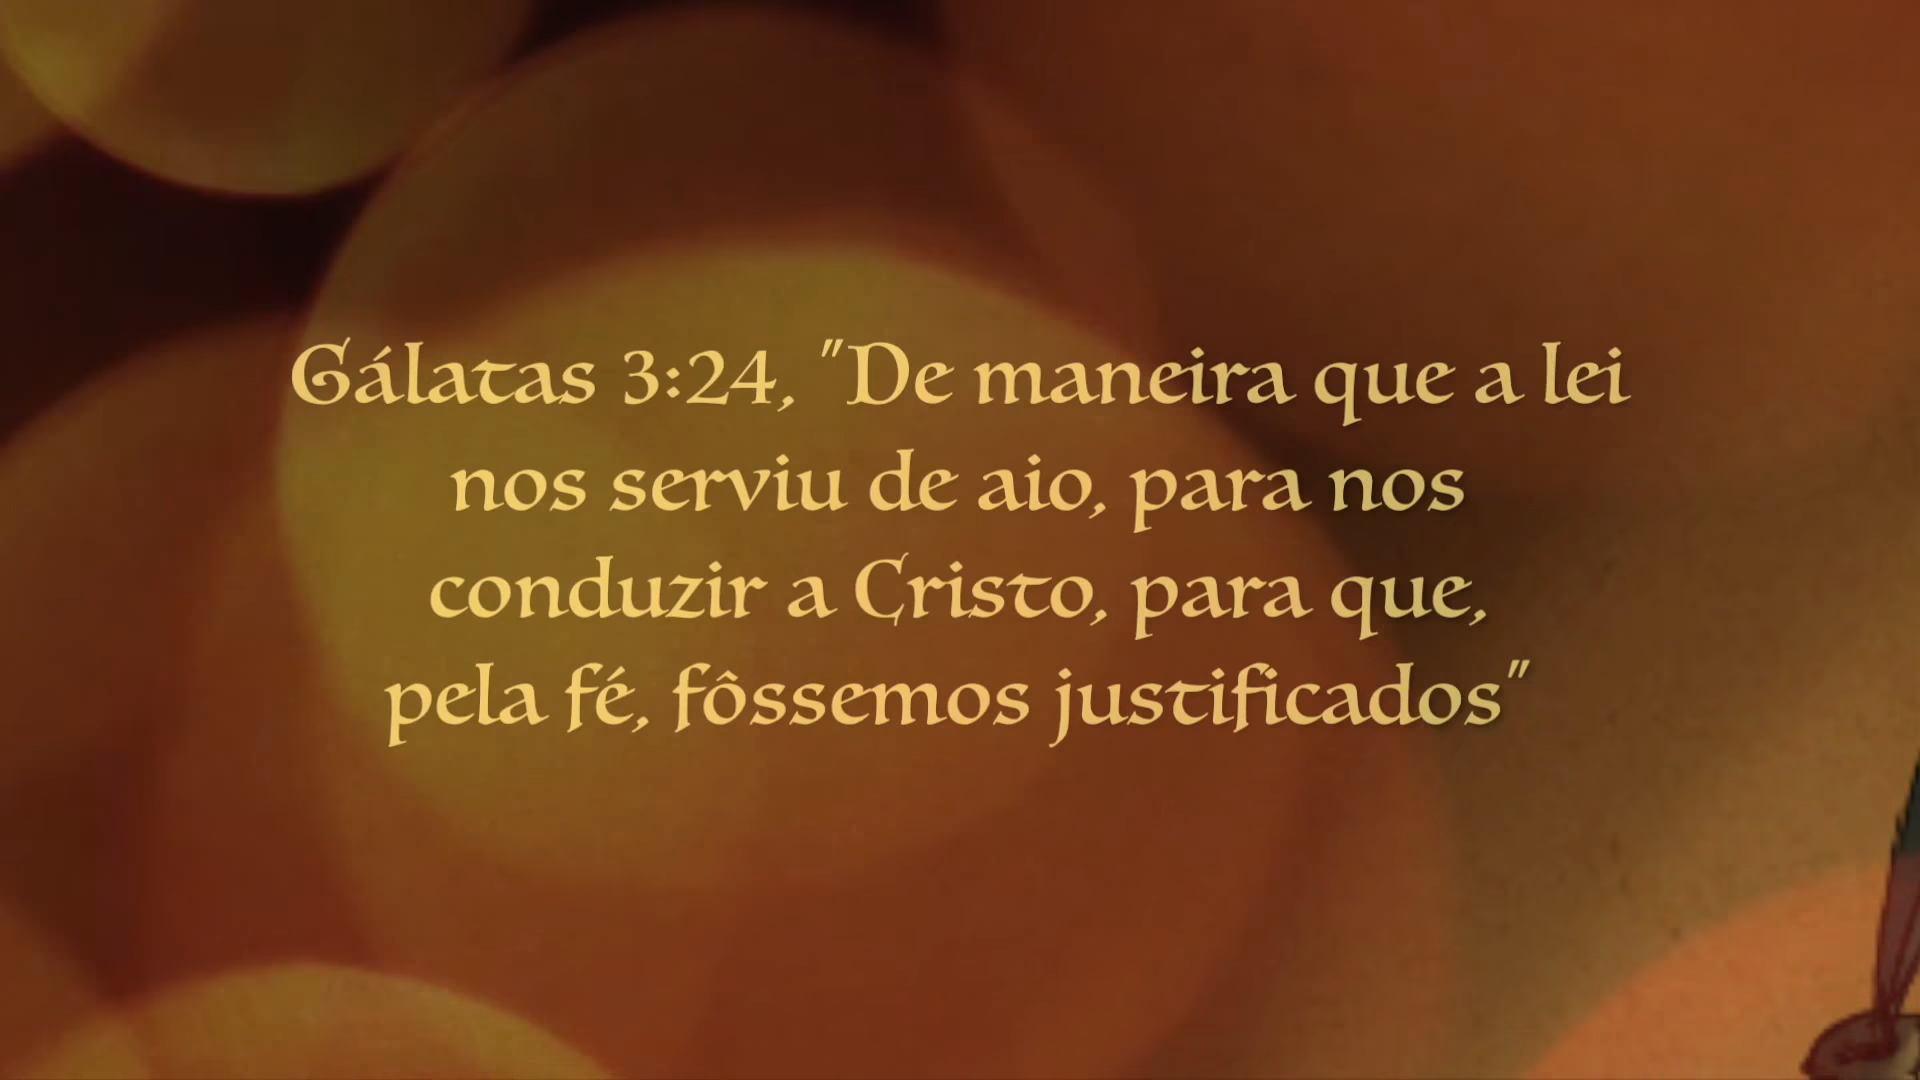 Gálatas 3:24, "De maneira que a lei
nos serviu de aio, para nos
conduzir a Cristo, para que,
pela fé, fôssemos justificados"